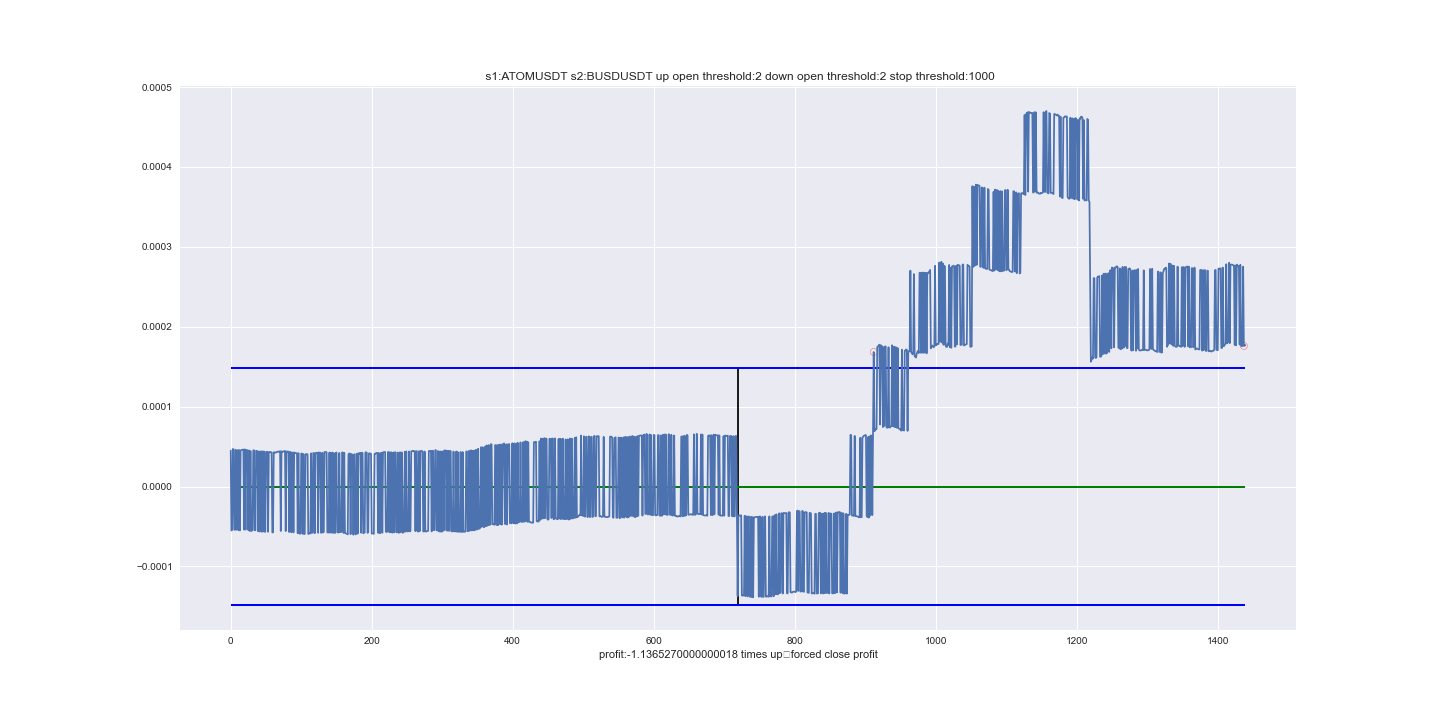 s1:ATOMUSDT s2:BUSDUSDT up open threshold:2 down open threshold:2 stop threshold:1000
0.0005
0.0004
0.0003
0.0002
0.0001
0.0000
−0.0001
0 200 400 600 800 1000 1200 1400
profit:-1.1365270000000018 times up□forced close profit